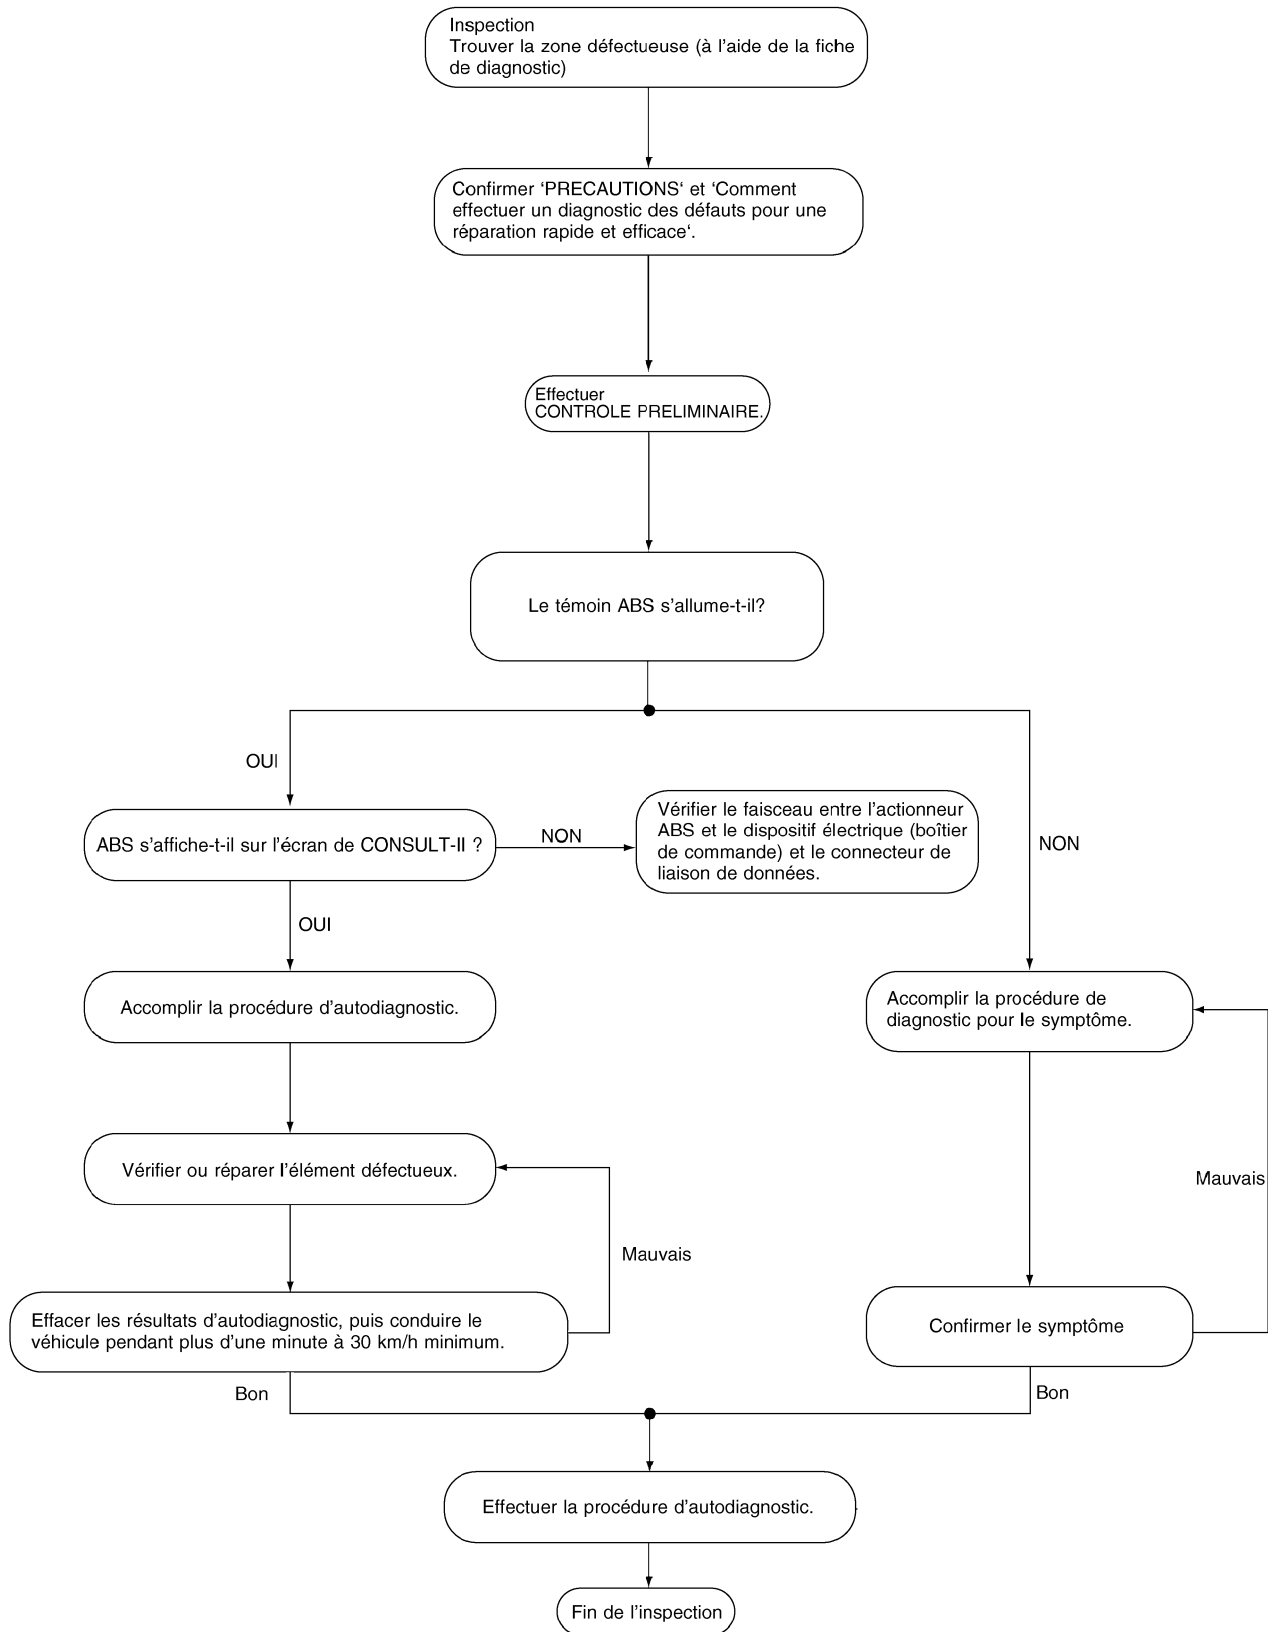 Inspection
Trouver la zone défectueuse (à l'aide de la fiche
de diagnostic)
Confirmer ‘PRECAUTIONS‘ et ‘Comment
effectuer un diagnostic des défauts pour une
réparation rapide et efficace‘.
Effectuer
CONTROLE PRELIMINAIRE.
Le témoin ABS s'allume-t-il?
OUI
ABS s'affiche-t-il sur l'écran de CONSULT-II ?
NON
Vérifier le faisceau entre l'actionneur
ABS et le dispositif électrique (boîtier
de commande) et le connecteur de
liaison de données.
NON
OUI
Accomplir la procédure d'autodiagnostic.
Accomplir la procédure de
diagnostic pour le symptôme.
Vérifier ou réparer l'élément défectueux.
Mauvais
Mauvais
Effacer les résultats d'autodiagnostic, puis conduire le
véhicule pendant plus d'une minute à 30 km/h minimum.
Confirmer le symptôme
Bon
Bon
Effectuer la procédure d'autodiagnostic.
Fin de l'inspection